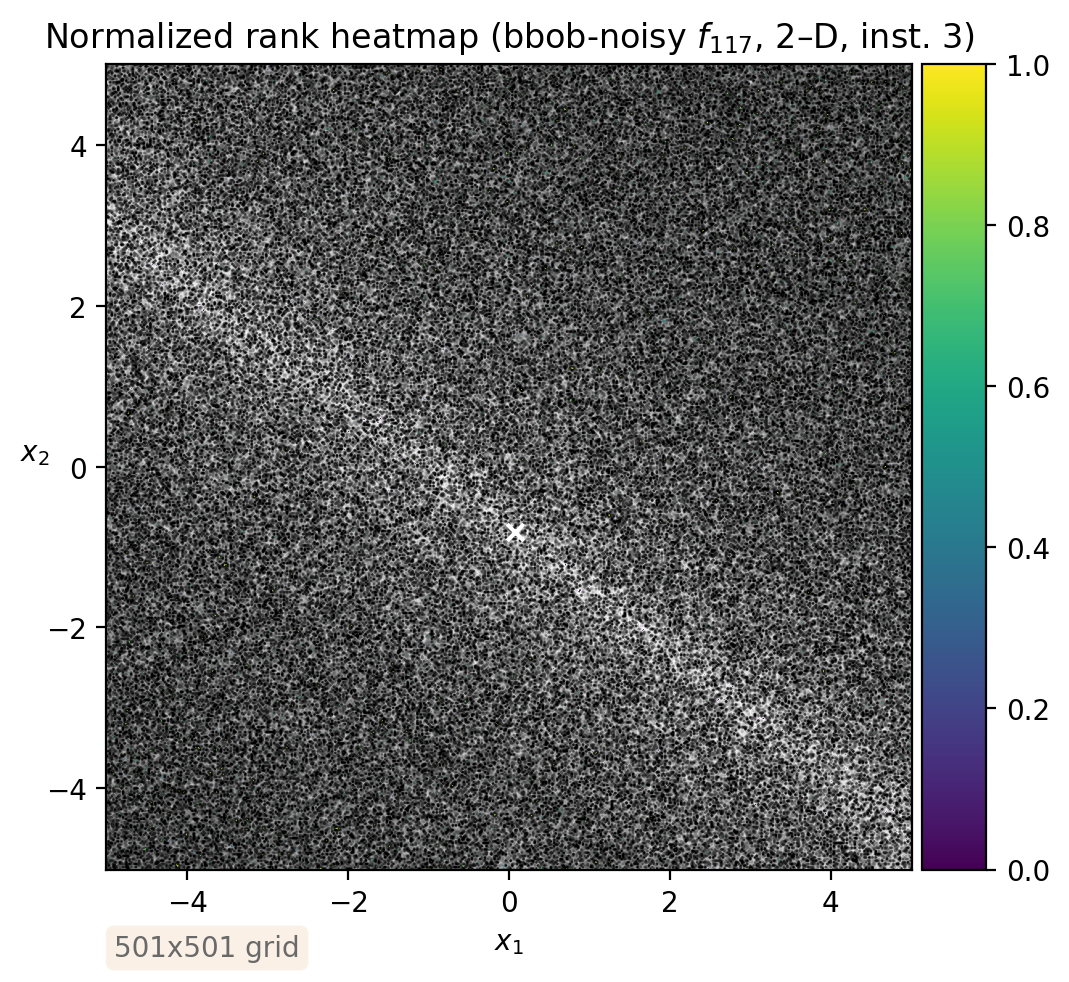 Normalized rank heatmap (bbob-noisy f₁₁₇, 2–D, inst. 3)
1.0
4
0.8
2
0.6
x₂
0
0.4
−2
0.2
−4
0.0
−4 −2 0 2 4
x₁
501x501 grid